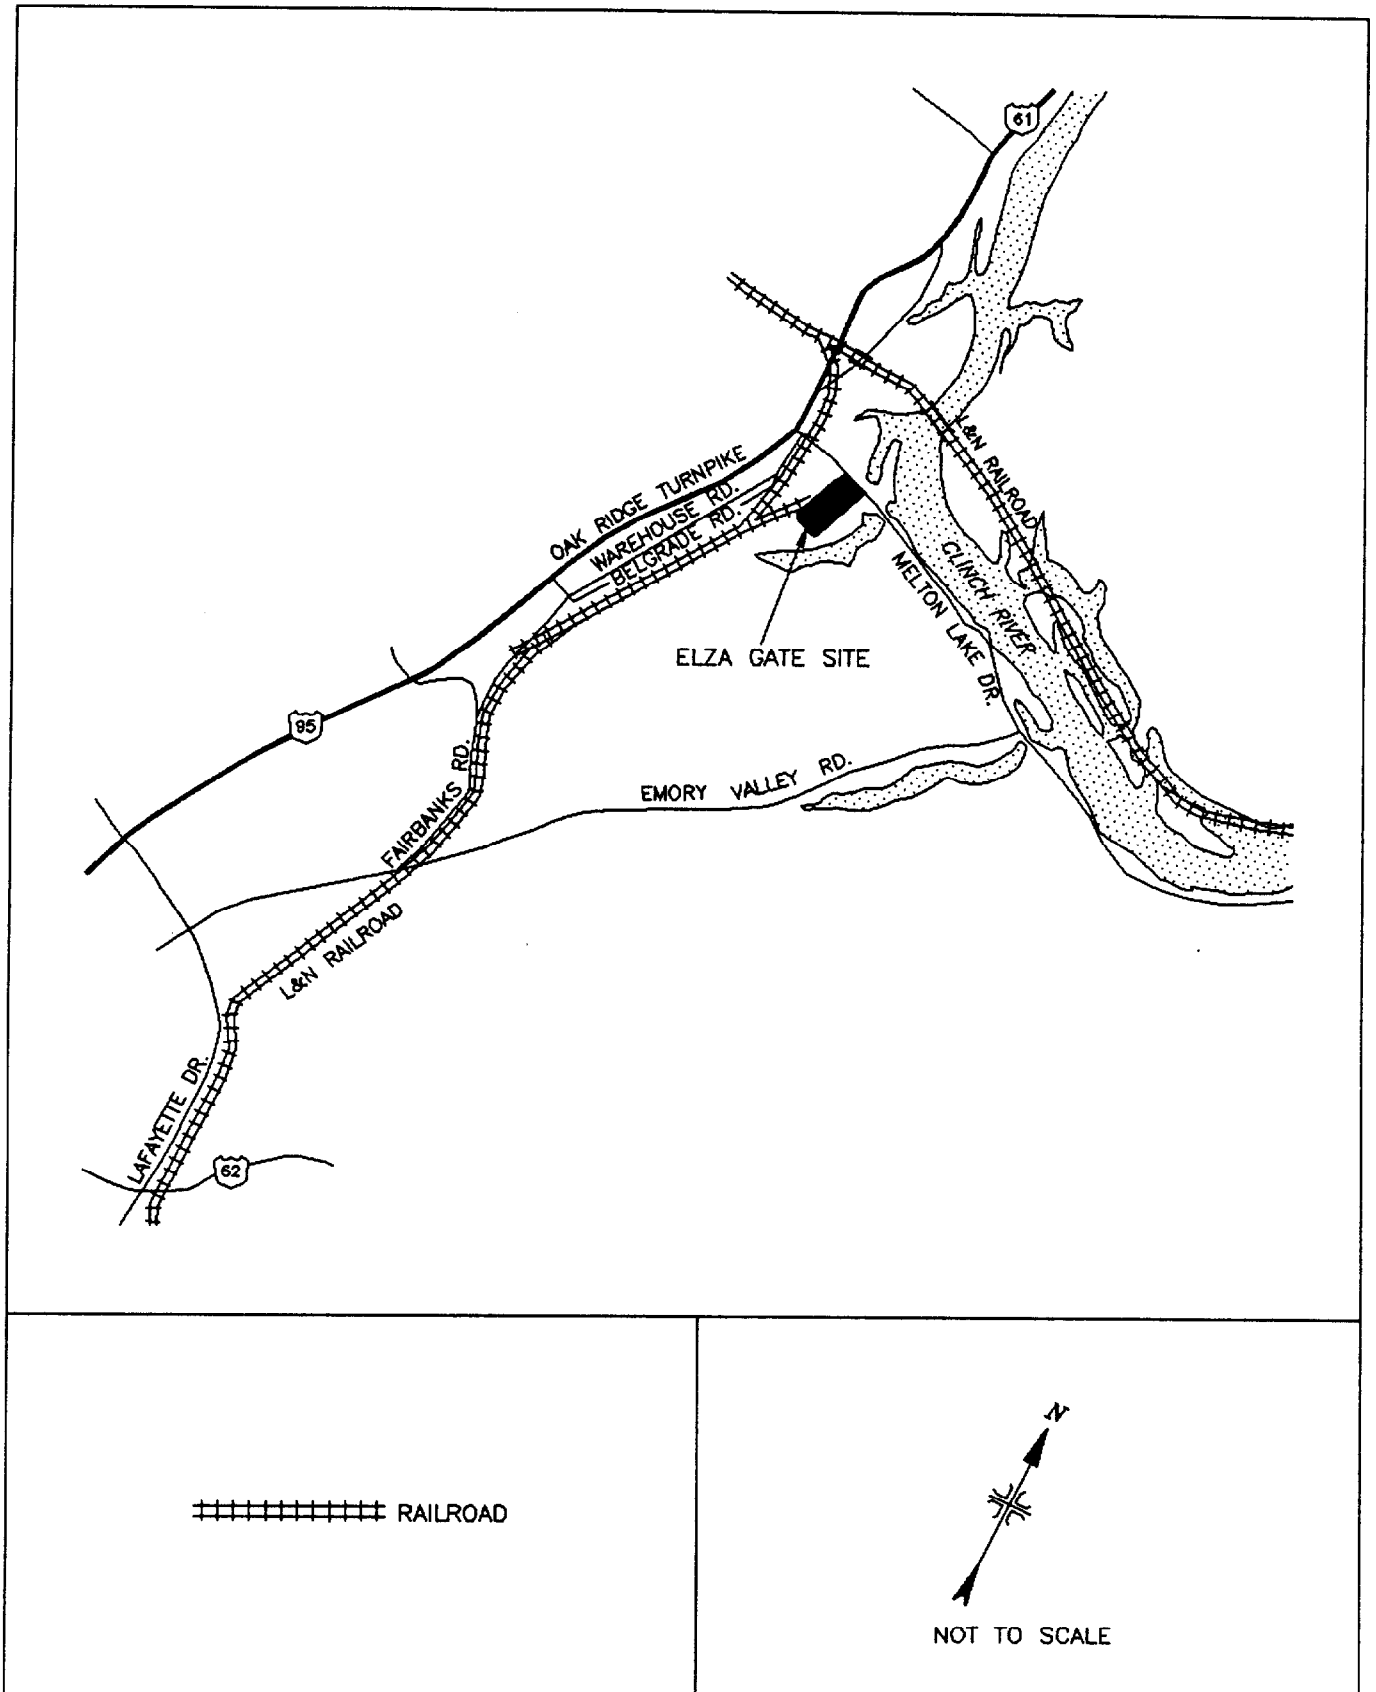 61
L&N RAILROAD
OAK RIDGE TURNPIKE
WAREHOUSE RD.
BELGRADE RD.
CLINCH RIVER
MELTON LAKE DR.
ELZA GATE SITE
95
FAIRBANKS RD.
EMORY VALLEY RD.
L&N RAILROAD
LAFAYETTE DR.
62
N
RAILROAD
NOT TO SCALE